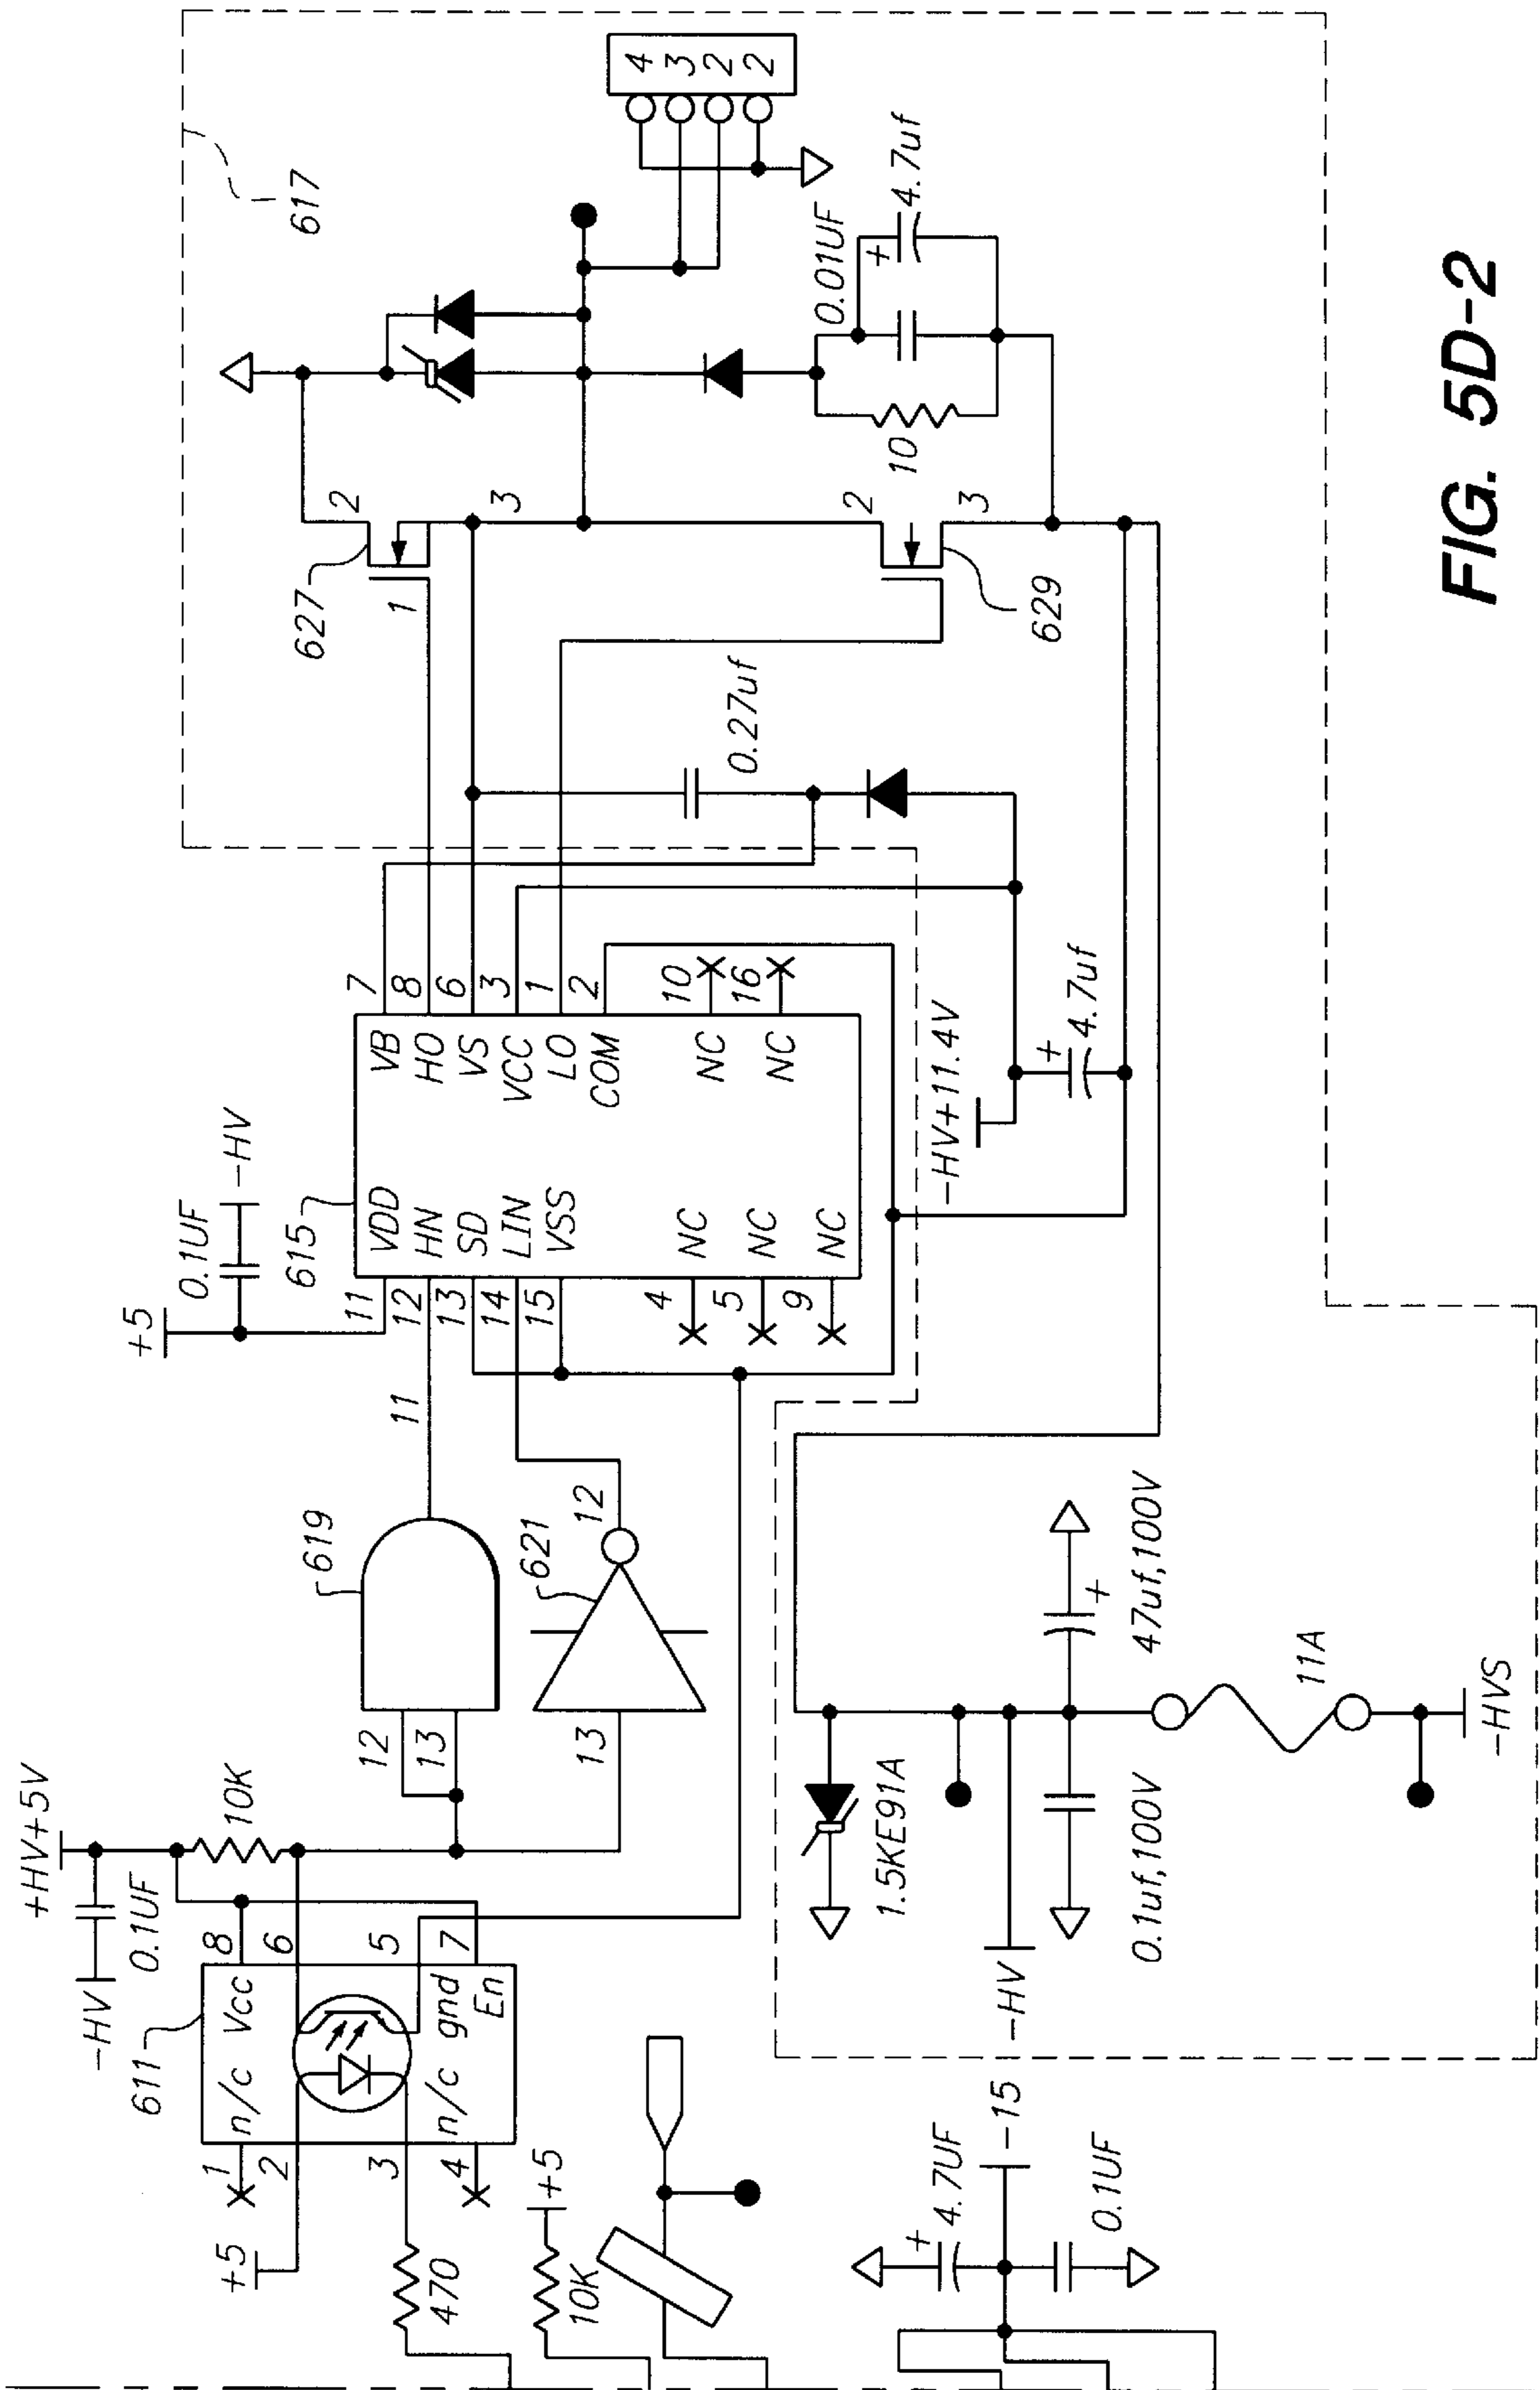 +HV+5V
-HV
0.1UF
10K
611
n/c Vcc
n/c gnd
En
1
2
3
4
8
6
5
7
+5
470
+5
10K
12
13
619
11
13
621
12
+5
0.1UF
-HV
615
11
12
13
14
15
4
5
9
VDD
HN
SD
LIN
VSS
NC
NC
NC
VB
HO
VS
VCC
LO
COM
NC
NC
7
8
6
3
1
2
10
16
-HV+11.4V
4.7uf
0.27uf
627
1
2
3
2
3
629
10
0.01UF
4.7uf
617
4
3
2
2
1.5KE91A
-HV
0.1uf,100V
47uf,100V
11A
-HVS
4.7UF
-15
0.1UF
FIG. 5D-2